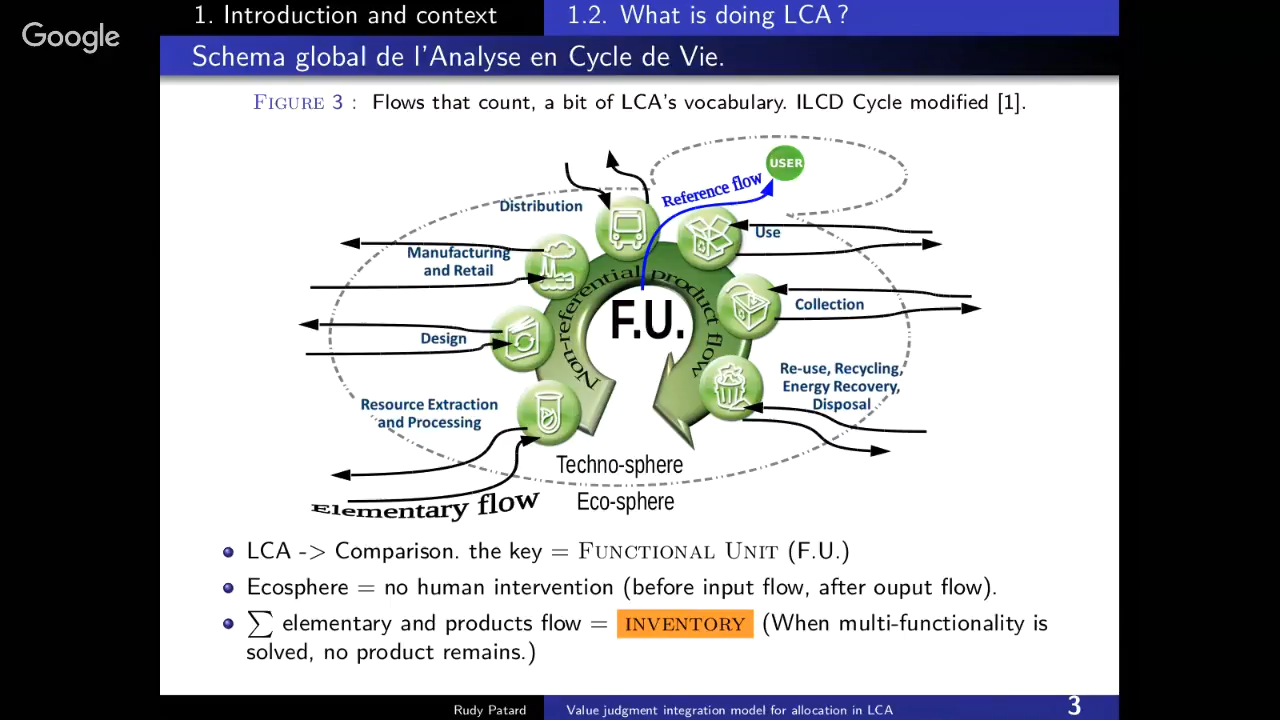 Google
1. Introduction and context
1.2. What is doing LCA ?
Schema global de l'Analyse en Cycle de Vie.
Figure 3 : Flows that count, a bit of LCA's vocabulary. ILCD Cycle modified [1].
USER
Reference flow
Distribution
Use
Manufacturing
and Retail
Non-referential product flow
Collection
F.U.
Design
Re-use, Recycling,
Energy Recovery,
Disposal
Resource Extraction
and Processing
Techno-sphere
Elementary flow
Eco-sphere
LCA -> Comparison. the key = Functional Unit (F.U.)
Ecosphere = no human intervention (before input flow, after ouput flow).
∑ elementary and products flow = inventory (When multi-functionality is
solved, no product remains.)
Rudy Patard
Value judgment integration model for allocation in LCA
3